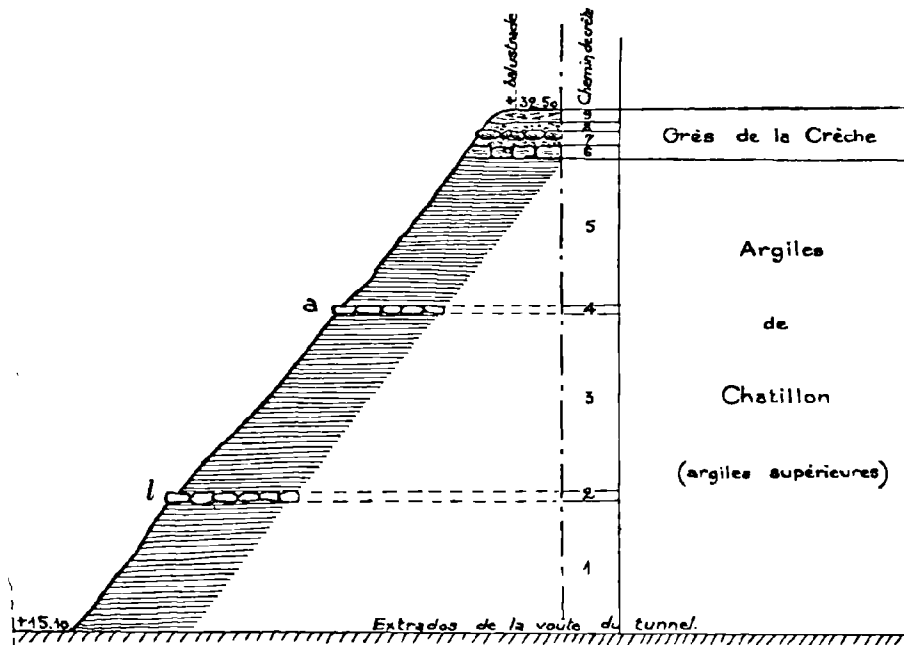 + balustrade
Chemin de crête
32.50
9
8
7
6
Grès de la Crèche
5
Argiles
a
4
de
3
Chatillon
(argiles supérieures)
l
2
1
+15.10
Extrados de la voute du tunnel.